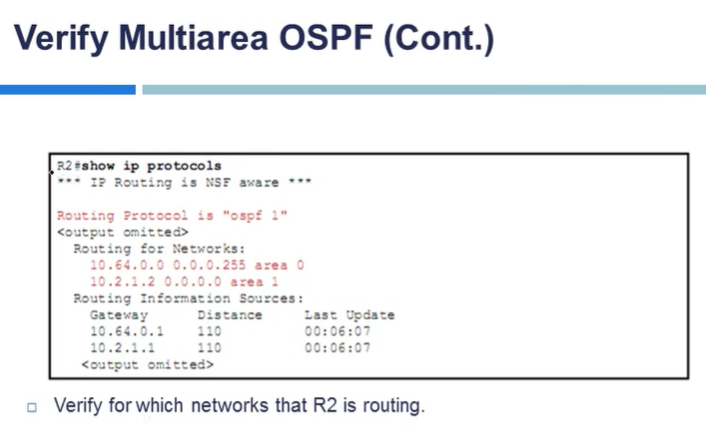 Verify Multiarea OSPF (Cont.)
R2#show ip protocols
*** IP Routing is NSF aware ***
Routing Protocol is "ospf 1"
<output omitted>
Routing for Networks:
10.64.0.0 0.0.0.255 area 0
10.2.1.2 0.0.0.0 area 1
Routing Information Sources:
Gateway Distance Last Update
10.64.0.1 110 00:06:07
10.2.1.1 110 00:06:07
<output omitted>
Verify for which networks that R2 is routing.